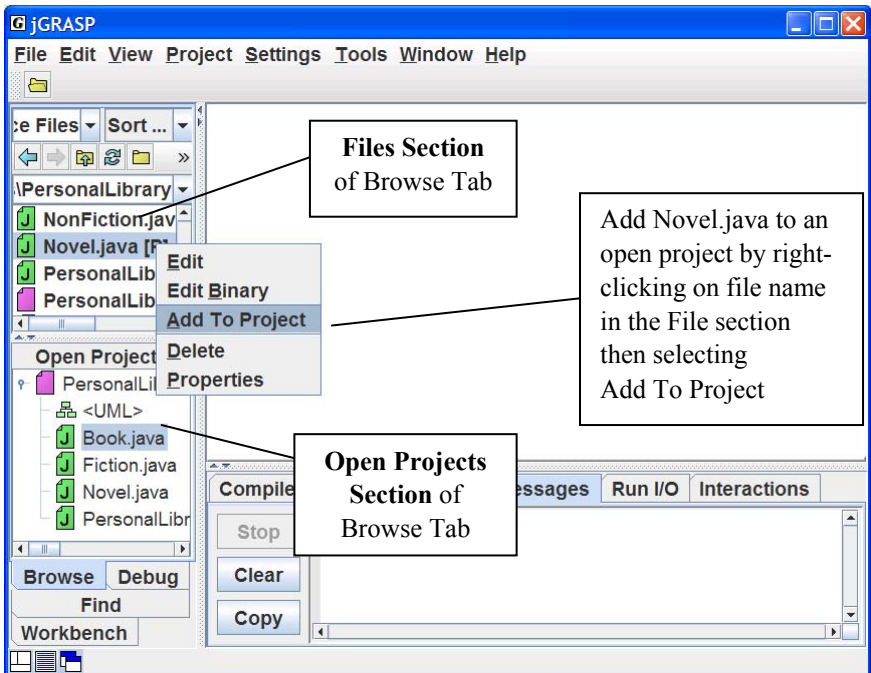 jGRASP
File Edit View Project Settings Tools Window Help
:e Files Sort ...
»
\PersonalLibrary
NonFiction.jav
Novel.java [P]
PersonalLib
PersonalLib
Edit
Edit Binary
Add To Project
Delete
Properties
Files Section
of Browse Tab
Add Novel.java to an
open project by right-
clicking on file name
in the File section
then selecting
Add To Project
Open Project
PersonalLi
<UML>
Book.java
Fiction.java
Novel.java
PersonalLibr
Open Projects
Section of
Browse Tab
Compile essages Run I/O Interactions
Stop
Clear
Copy
Browse Debug
Find
Workbench